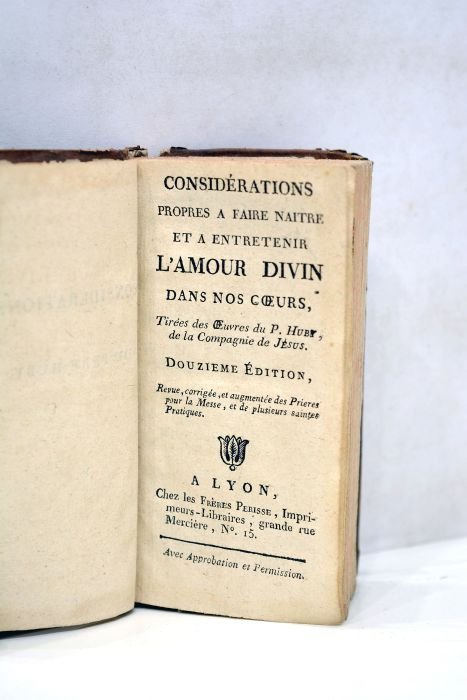 CONSIDÉRATIONS
PROPRES A FAIRE NAITRE
ET A ENTRETENIR
L'AMOUR DIVIN
DANS NOS CŒURS,
Tirées des Œuvres du P. HUBY,
de la Compagnie de JÉSUS.
DOUZIEME ÉDITION,
Revue, corrigée, et augmentée des Prieres
pour la Messe, et de plusieurs saintes
Pratiques.
A LYON,
Chez les FRÈRES PERISSE, Impri-
meurs-Libraires, grande rue
Mercière, N°. 15.
Avec Approbation et Permission.